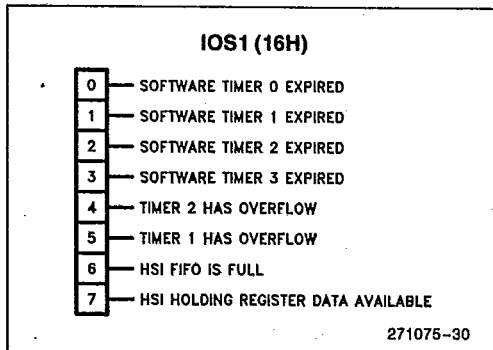 IOS1 (16H)
0 SOFTWARE TIMER 0 EXPIRED
1 SOFTWARE TIMER 1 EXPIRED
2 SOFTWARE TIMER 2 EXPIRED
3 SOFTWARE TIMER 3 EXPIRED
4 TIMER 2 HAS OVERFLOW
5 TIMER 1 HAS OVERFLOW
6 HSI FIFO IS FULL
7 HSI HOLDING REGISTER DATA AVAILABLE
271075-30